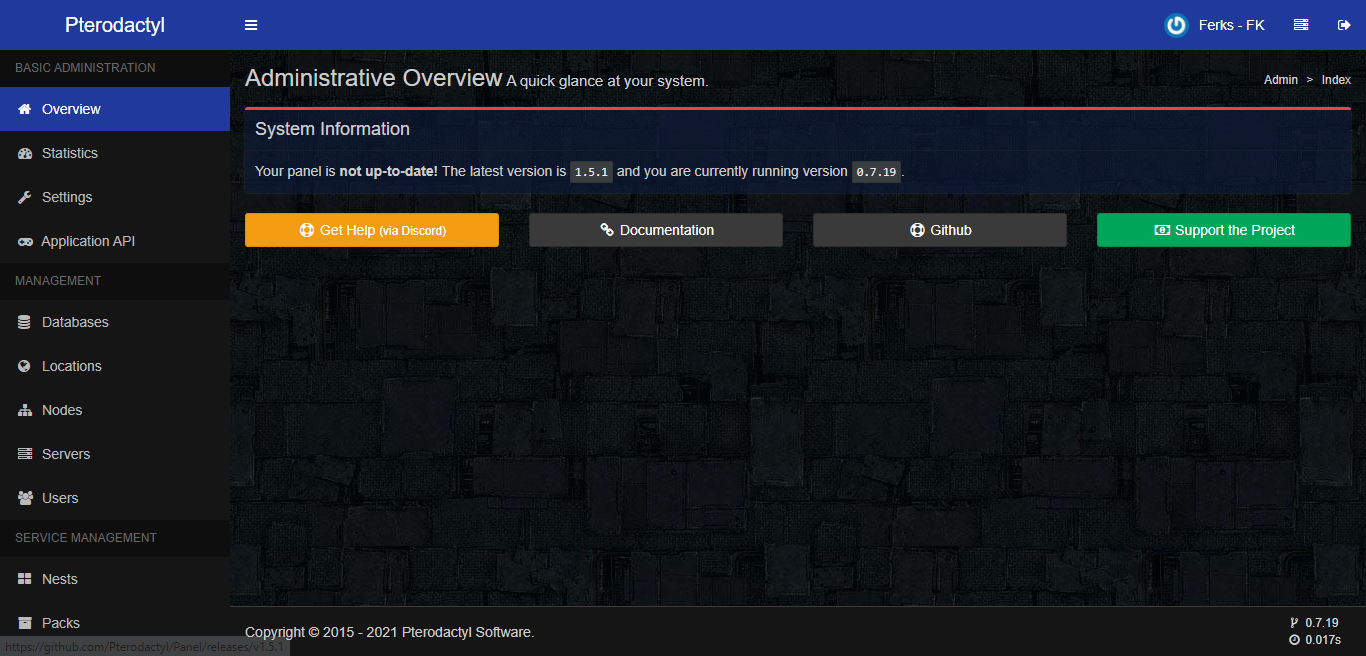 Pterodactyl
Ferks - FK
BASIC ADMINISTRATION
Overview
Statistics
Settings
Application API
MANAGEMENT
Databases
Locations
Nodes
Servers
Users
SERVICE MANAGEMENT
Nests
Packs
https://github.com/Pterodactyl/Panel/releases/v1.5.1
Administrative Overview A quick glance at your system.
Admin > Index
System Information
Your panel is not up-to-date! The latest version is 1.5.1 and you are currently running version 0.7.19.
Get Help (via Discord)
Documentation
Github
Support the Project
Copyright © 2015 - 2021 Pterodactyl Software.
0.7.19
0.017s